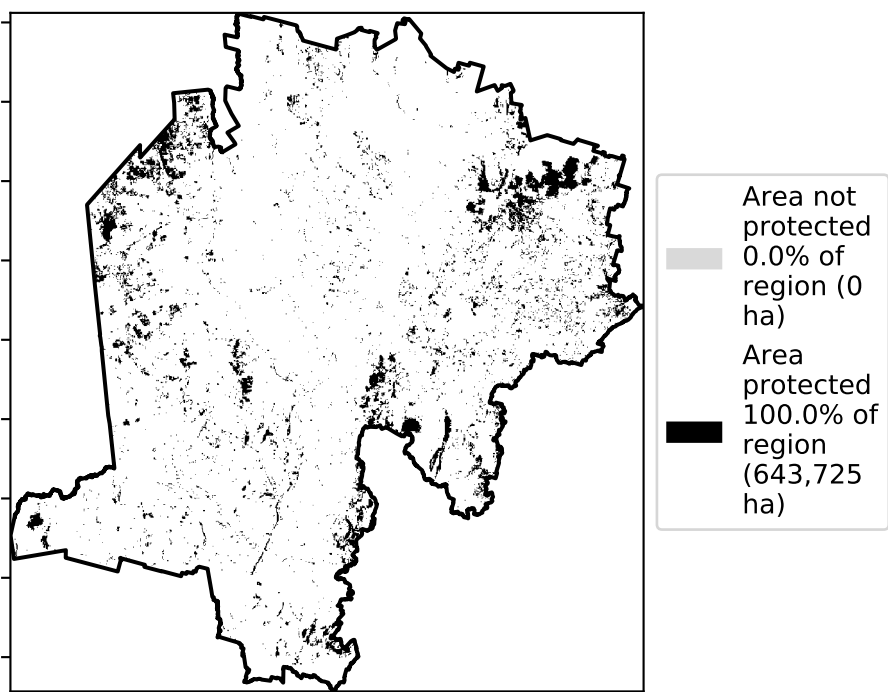 Area not
protected
0.0% of
region (0
ha)
Area
protected
100.0% of
region
(643,725
ha)